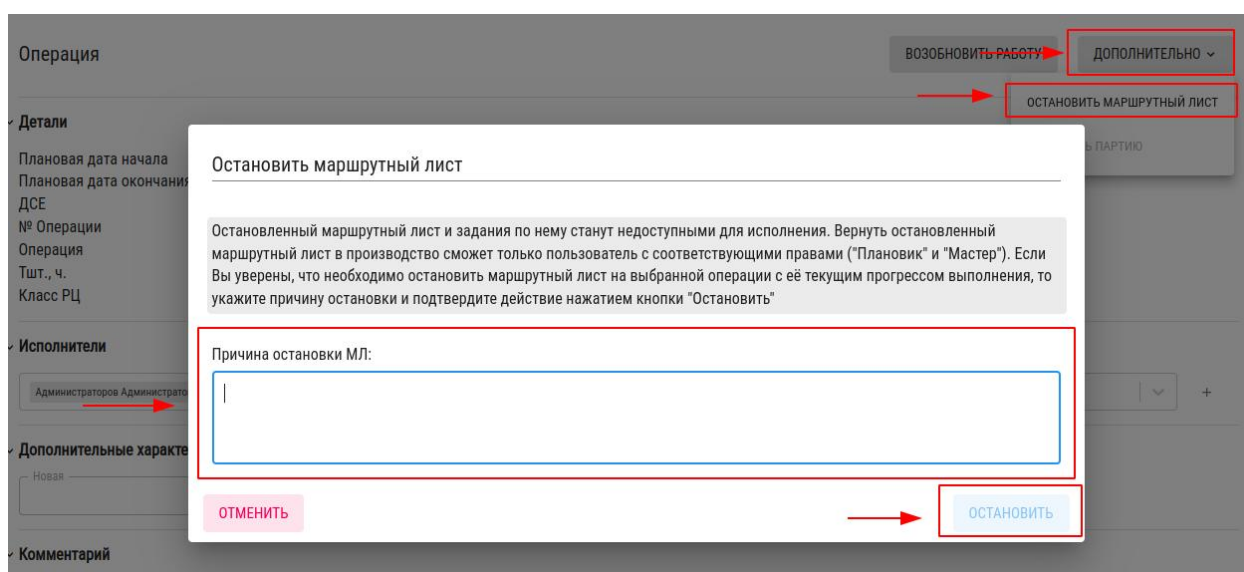 Операция
ВОЗОБНОВИТЬ РАБОТУ
ДОПОЛНИТЕЛЬНО
ОСТАНОВИТЬ МАРШРУТНЫЙ ЛИСТ
Детали
ПАРТИЮ
Плановая дата начала
Плановая дата окончания
ДСЕ
№ Операции
Операция
Тшт., ч.
Класс РЦ
Остановить маршрутный лист
Остановленный маршрутный лист и задания по нему станут недоступными для исполнения. Вернуть остановленный
маршрутный лист в производство сможет только пользователь с соответствующими правами ("Плановик" и "Мастер"). Если
Вы уверены, что необходимо остановить маршрутный лист на выбранной операции с её текущим прогрессом выполнения, то
укажите причину остановки и подтвердите действие нажатием кнопки "Остановить"
Исполнители
Причина остановки МЛ:
Администраторов Администрато
+
Дополнительные характе
Новая
ОТМЕНИТЬ
ОСТАНОВИТЬ
Комментарий